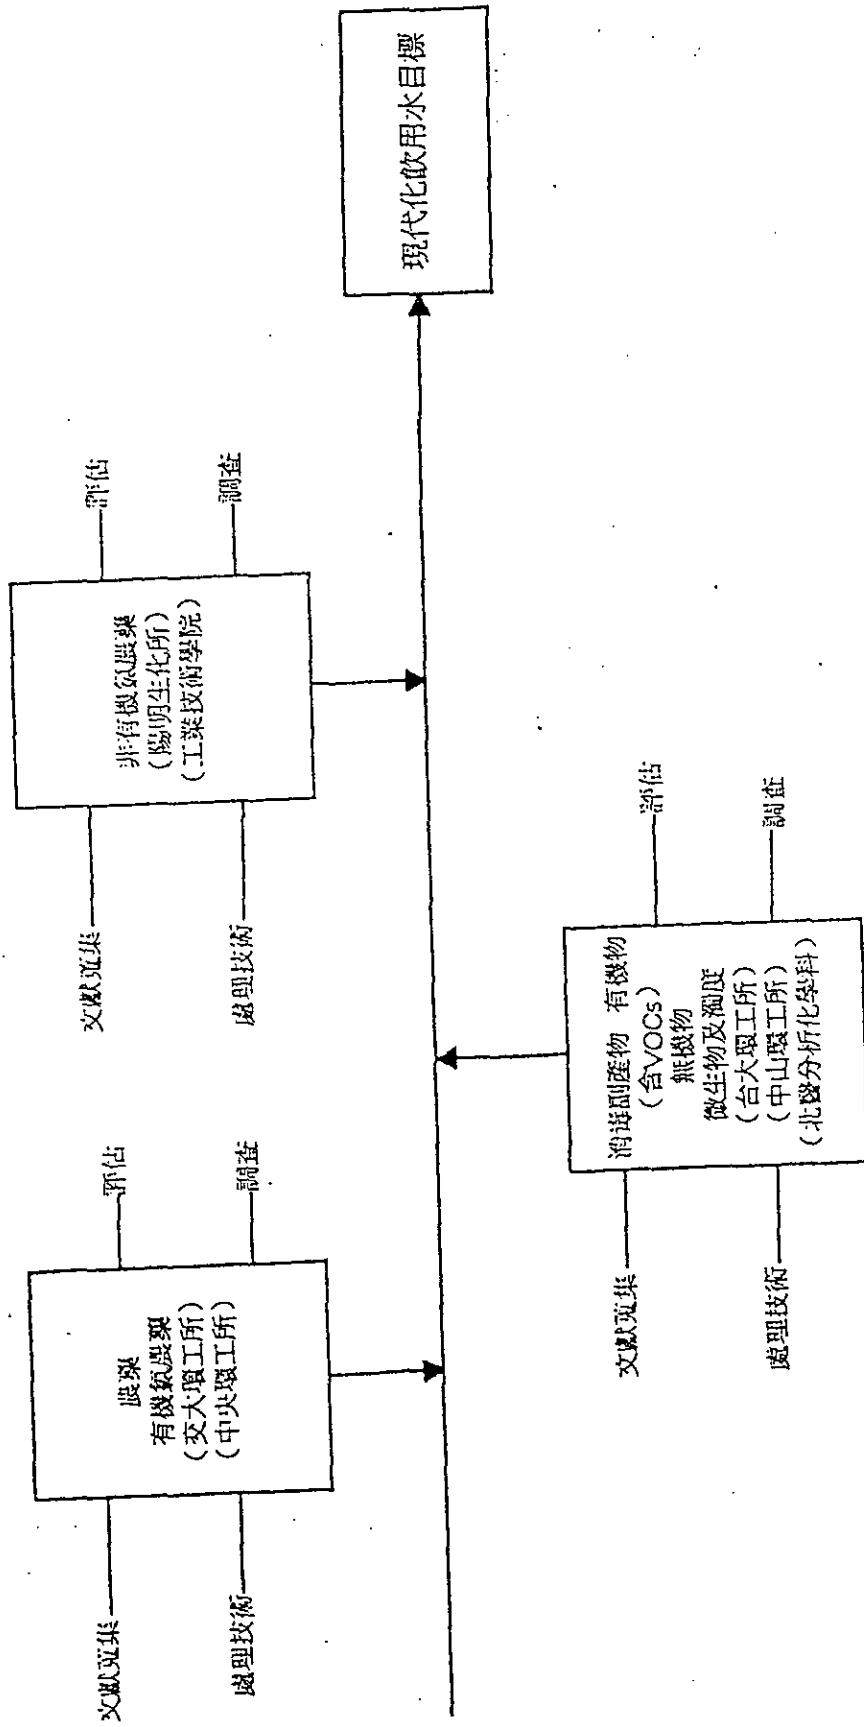 現代化飲用水目標
文獻蒐集
處理技術
農藥
有機氯農藥
(交大環工所)
(中央環工所)
評估
調查
文獻蒐集
處理技術
非有機氯農藥
(陽明生化所)
(工業技術學院)
評估
調查
文獻蒐集
處理技術
消毒副產物 有機物
(含VOCs)
無機物
微生物及濁度
(台大環工所)
(中山環工所)
(北醫分析化學科)
評估
調查